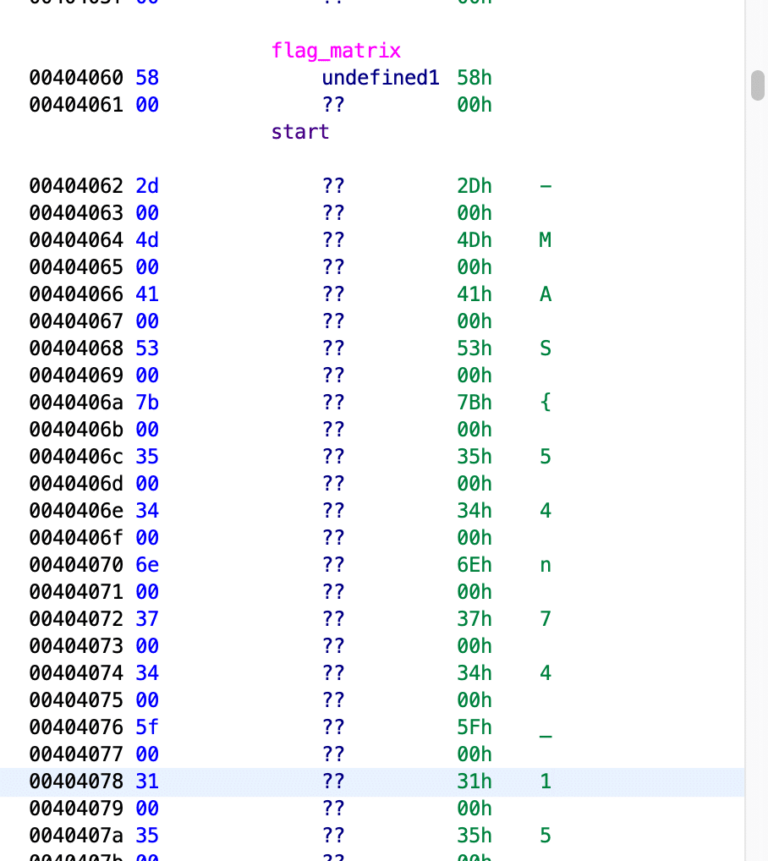 flag_matrix
00404060 58 undefined1 58h
00404061 00 ?? 00h
start
00404062 2d ?? 2Dh -
00404063 00 ?? 00h
00404064 4d ?? 4Dh M
00404065 00 ?? 00h
00404066 41 ?? 41h A
00404067 00 ?? 00h
00404068 53 ?? 53h S
00404069 00 ?? 00h
0040406a 7b ?? 7Bh {
0040406b 00 ?? 00h
0040406c 35 ?? 35h 5
0040406d 00 ?? 00h
0040406e 34 ?? 34h 4
0040406f 00 ?? 00h
00404070 6e ?? 6Eh n
00404071 00 ?? 00h
00404072 37 ?? 37h 7
00404073 00 ?? 00h
00404074 34 ?? 34h 4
00404075 00 ?? 00h
00404076 5f ?? 5Fh _
00404077 00 ?? 00h
00404078 31 ?? 31h 1
00404079 00 ?? 00h
0040407a 35 ?? 35h 5